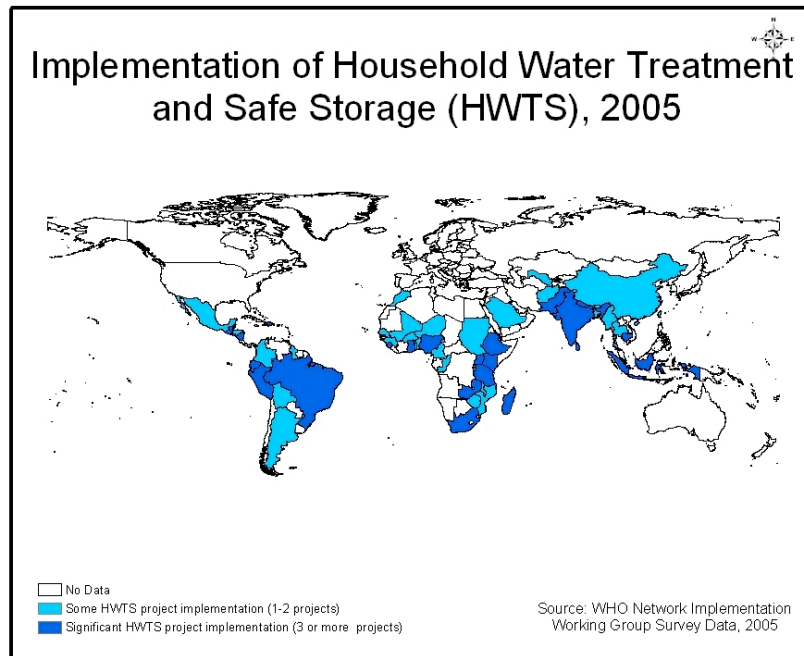 N
W E
S
Implementation of Household Water Treatment
and Safe Storage (HWTS), 2005
No Data
Some HWTS project implementation (1-2 projects)
Significant HWTS project implementation (3 or more projects)
Source: WHO Network Implementation
Working Group Survey Data, 2005